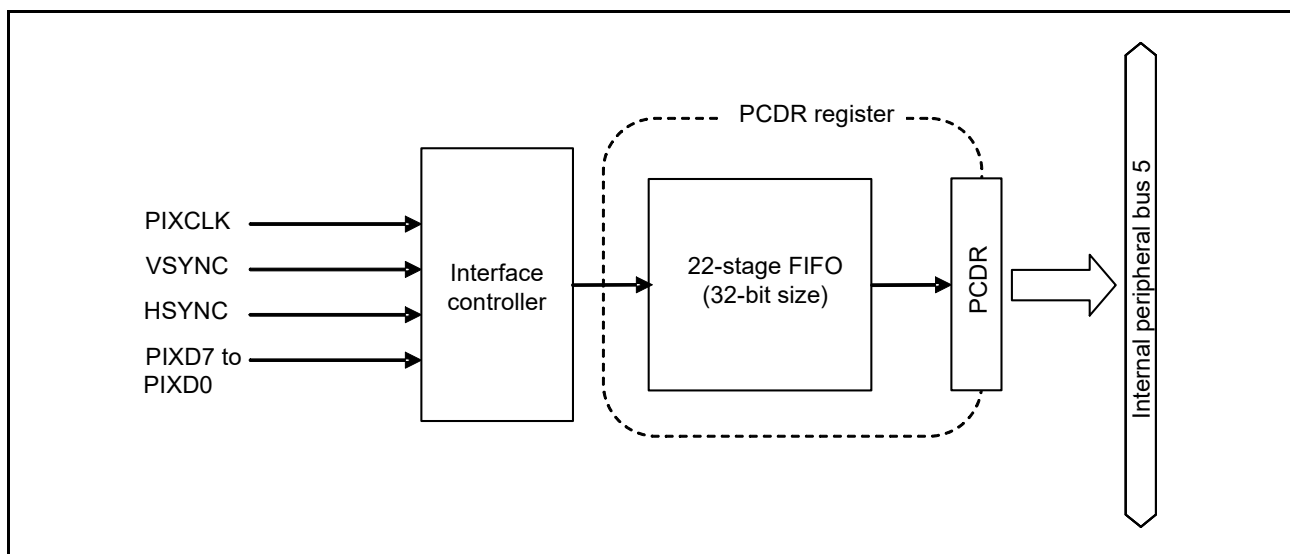 PCDR register
PIXCLK
VSYNC
HSYNC
PIXD7 to
PIXD0
Interface
controller
22-stage FIFO
(32-bit size)
PCDR
Internal peripheral bus 5